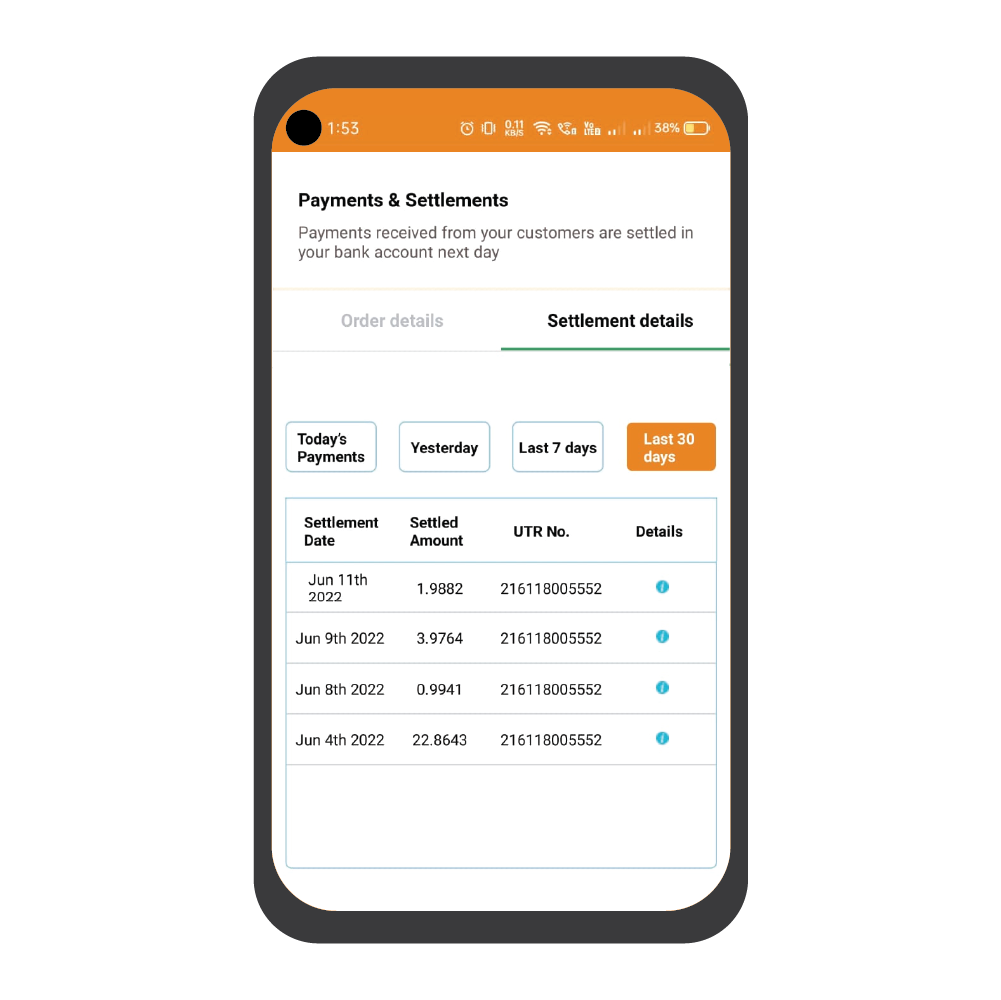 1:53 0.11 KB/S Vo LTE 38%
Payments & Settlements
Payments received from your customers are settled in
your bank account next day
Order details Settlement details
Today's
Payments
Yesterday
Last 7 days
Last 30
days
Settlement
Date
Settled
Amount
UTR No.
Details
Jun 11th
2022
1.9882 216118005552
Jun 9th 2022 3.9764 216118005552
Jun 8th 2022 0.9941 216118005552
Jun 4th 2022 22.8643 216118005552